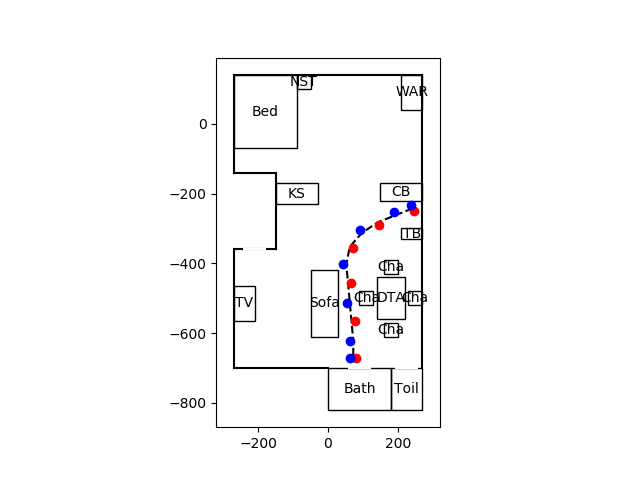 NST
WAR
Bed
0
KS
CB
−200
TB
Cha
−400
TV
Sofa
Cha
DTA
Cha
Cha
−600
Bath
Toil
−800
−200
0
200